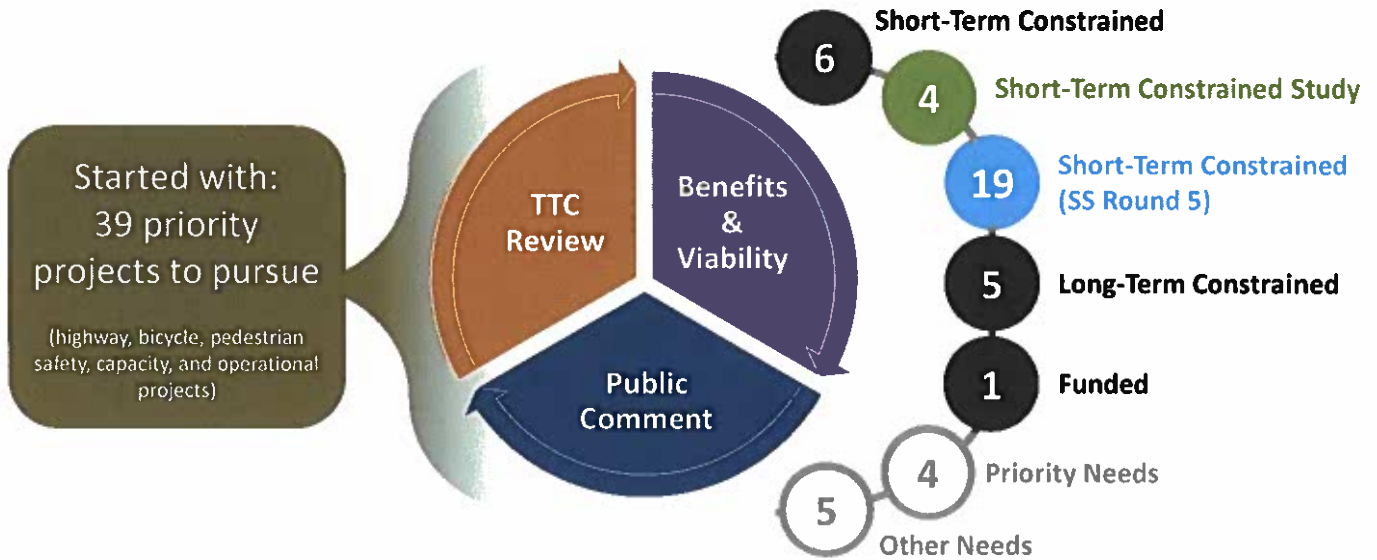 Started with:
39 priority
projects to pursue
(highway, bicycle, pedestrian
safety, capacity, and operational
projects)
TTC
Review
Benefits
&
Viability
Public
Comment
6
Short-Term Constrained
4
Short-Term Constrained Study
19
Short-Term Constrained
(SS Round 5)
5
Long-Term Constrained
1
Funded
4
Priority Needs
5
Other Needs